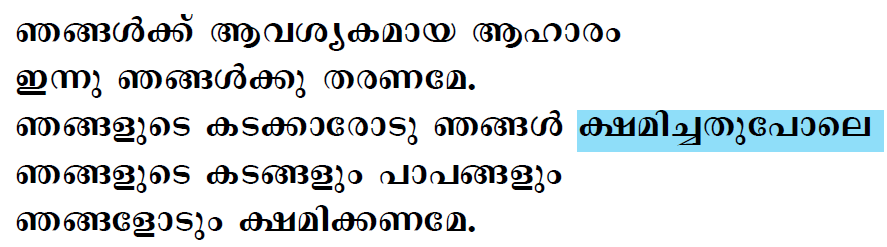 ഞങ്ങൾക്ക് ആവശ്യകമായ ആഹാരം
ഇന്നു ഞങ്ങൾക്കു തരണമേ.
ഞങ്ങളുടെ കടക്കാരോടു ഞങ്ങൾ ക്ഷമിച്ചതുപോലെ
ഞങ്ങളുടെ കടങ്ങളും പാപങ്ങളും
ഞങ്ങളോടും ക്ഷമിക്കണമേ.